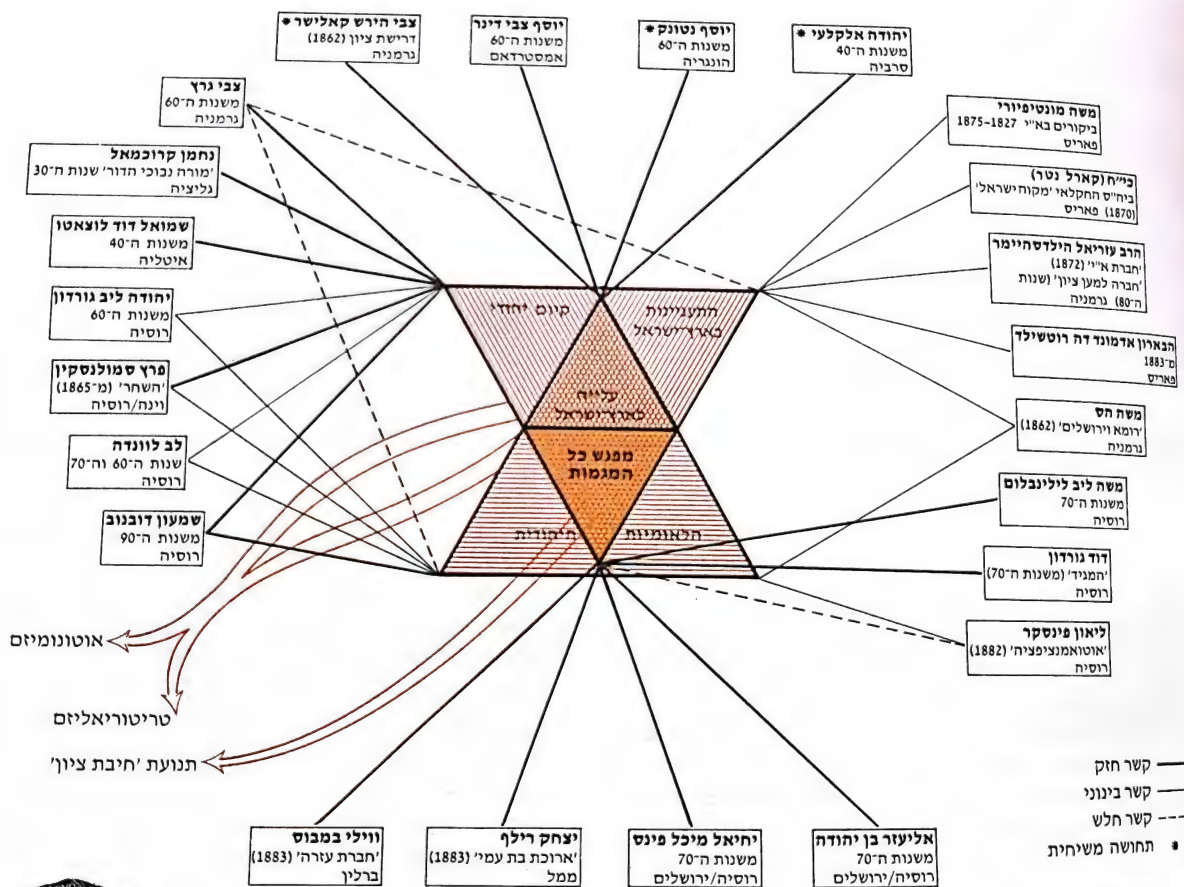 יהודה אלקלעי *
משנות ה־40
סרביה
יוסף נטונק *
משנות ה־60
הונגריה
יוסף צבי דינר
משנות ה־60
אמסטרדאם
צבי הירש קאלישר *
דרישת ציון (1862)
גרמניה
צבי גרץ
משנות ה־60
גרמניה
נחמן קרוכמאל
'מורה נבוכי הדור' שנות ה־30
גליציה
שמואל דוד לוצאטו
משנות ה־40
איטליה
יהודה ליב גורדון
משנות ה־60
רוסיה
פרץ סמולנסקין
'השחר' (מ־1865)
וינה/רוסיה
לב לוונדה
שנות ה־60 וה־70
רוסיה
שמעון דובנוב
משנות ה־90
רוסיה
משה מונטיפיורי
ביקורים בא"י 1827–1875
פאריס
כי"ח (קארל נטר)
ביה"ס החקלאי 'מקוה ישראל'
(1870) פאריס
הרב עזריאל הילדסהיימר
'חברת א"י' (1872)
'חברה למען ציון' (שנות
ה־80) גרמניה
הבארון אדמונד דה רוטשילד
מ־1883
פאריס
משה הס
'רומא וירושלים' (1862)
גרמניה
משה ליב לילינבלום
משנות ה־70
רוסיה
דוד גורדון
'המגיד' (משנות ה־70)
רוסיה
ליאון פינסקר
'אוטואמנציפציה' (1882)
רוסיה
התעניינות
בארץ־ישראל
קיום יהודי
עלייה
לארץ־ישראל
מפגש כל
המגמות
הלאומיות היהודית
אוטונומיזם
טריטוריאליזם
תנועת 'חיבת ציון'
אליעזר בן יהודה
משנות ה־70
רוסיה/ירושלים
יחיאל מיכל פינס
משנות ה־70
רוסיה/ירושלים
יצחק רילף
'ארוכת בת עמי' (1883)
ממל
ווילי במבוס
'חברת עזרה' (1883)
ברלין
קשר חזק
קשר בינוני
קשר חלש
* תחושה משיחית